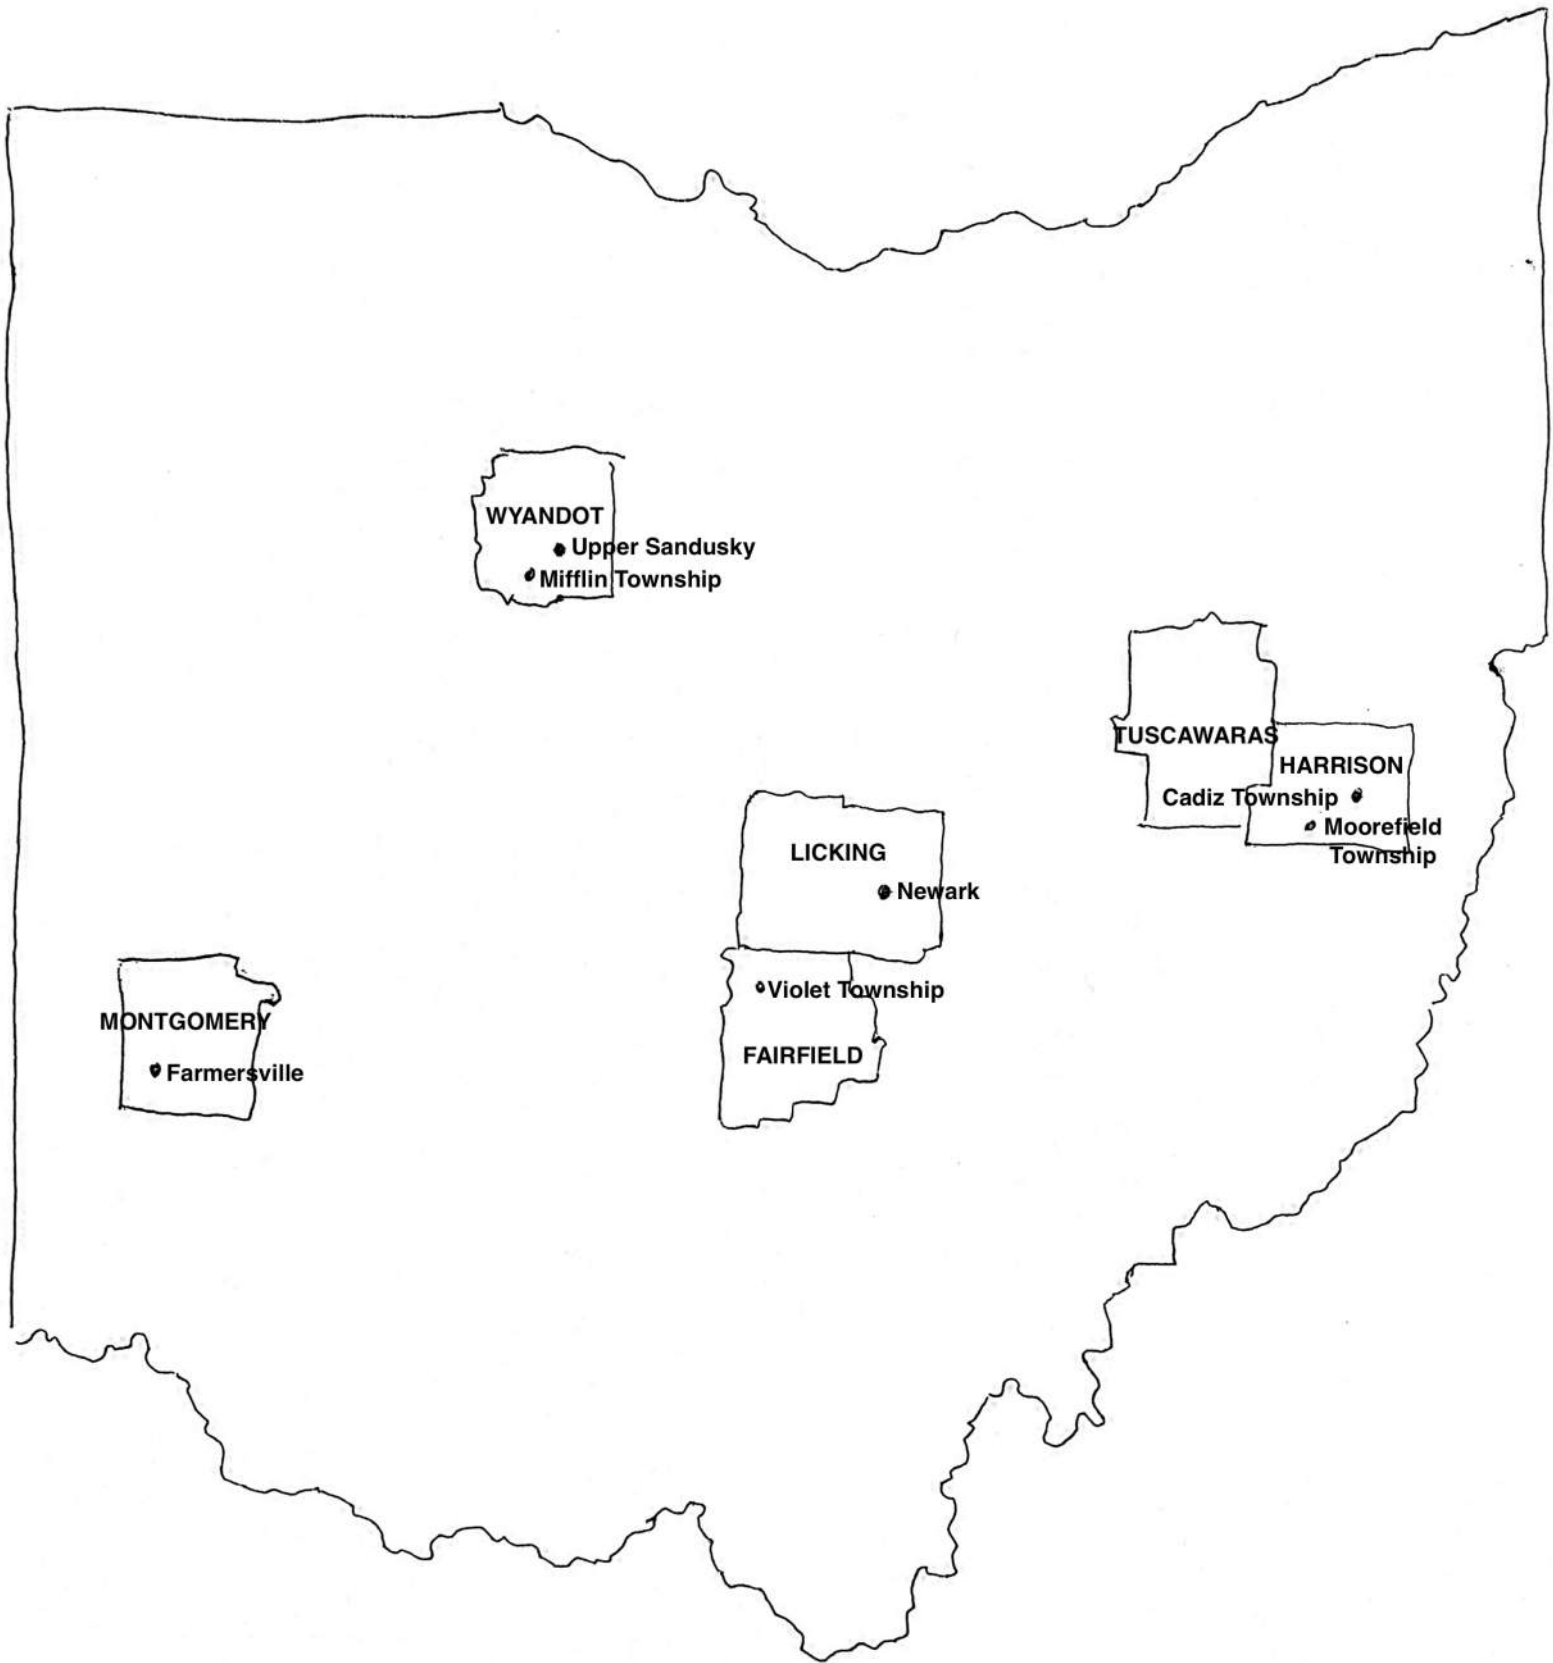 WYANDOT
Upper Sandusky
Mifflin Township
TUSCAWARAS
HARRISON
Cadiz Township
Moorefield
Township
LICKING
Newark
Violet Township
FAIRFIELD
MONTGOMERY
Farmersville